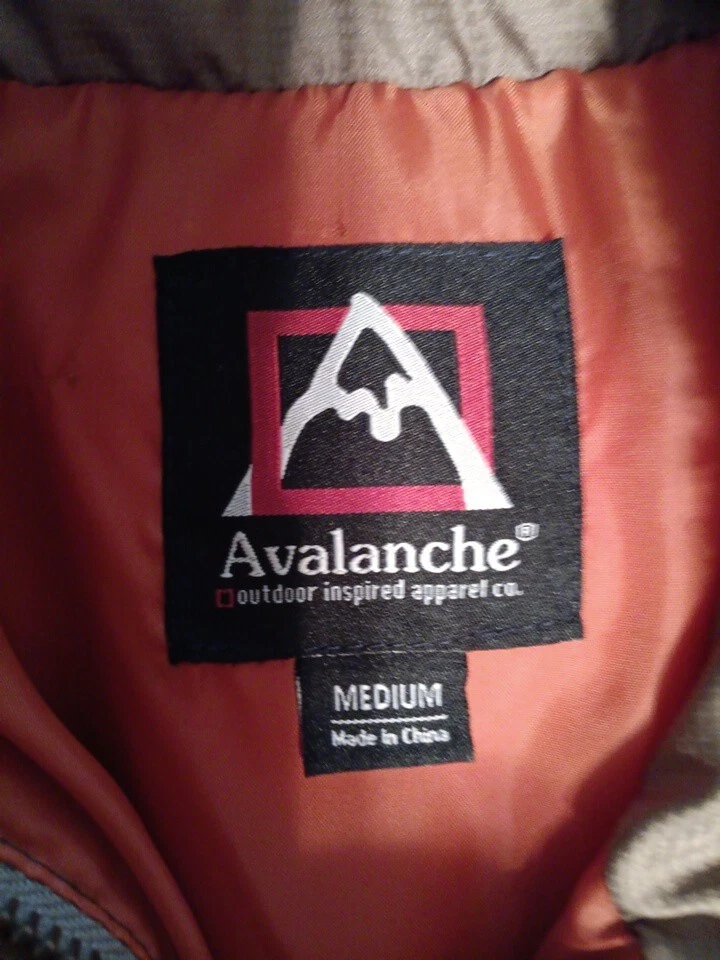 Avalanche®
outdoor inspired apparel co.
MEDIUM
Made In China